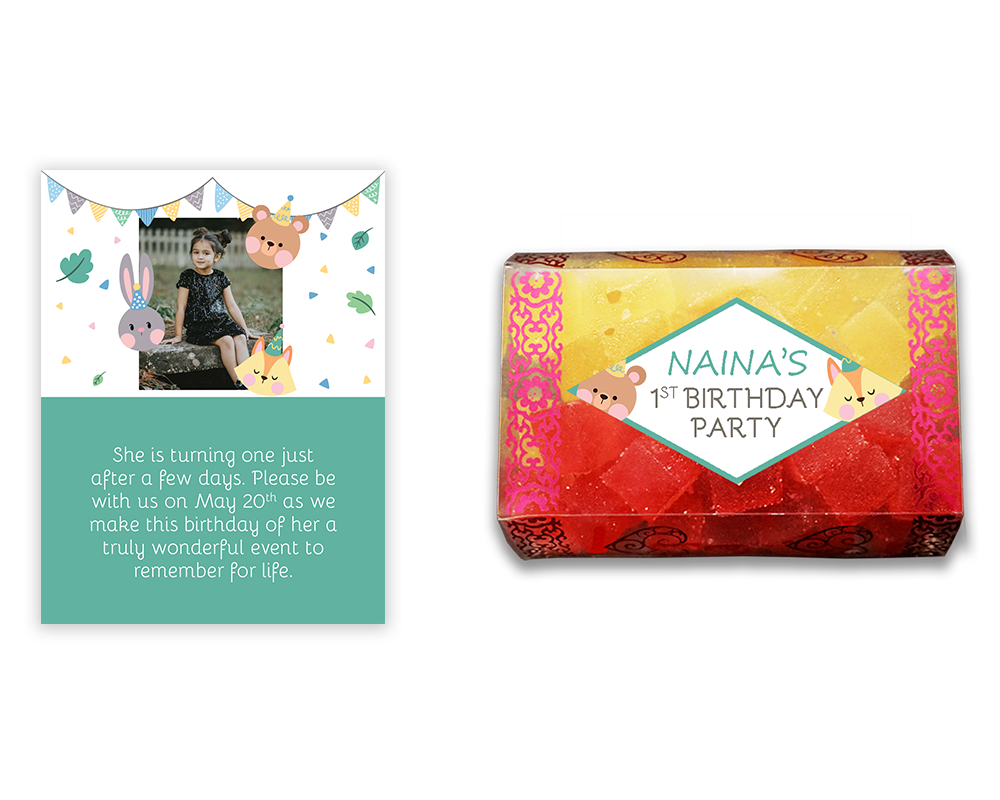 She is turning one just
after a few days. Please be
with us on May 20th as we
make this birthday of her a
truly wonderful event to
remember for life.
NAINA'S
1ST BIRTHDAY
PARTY